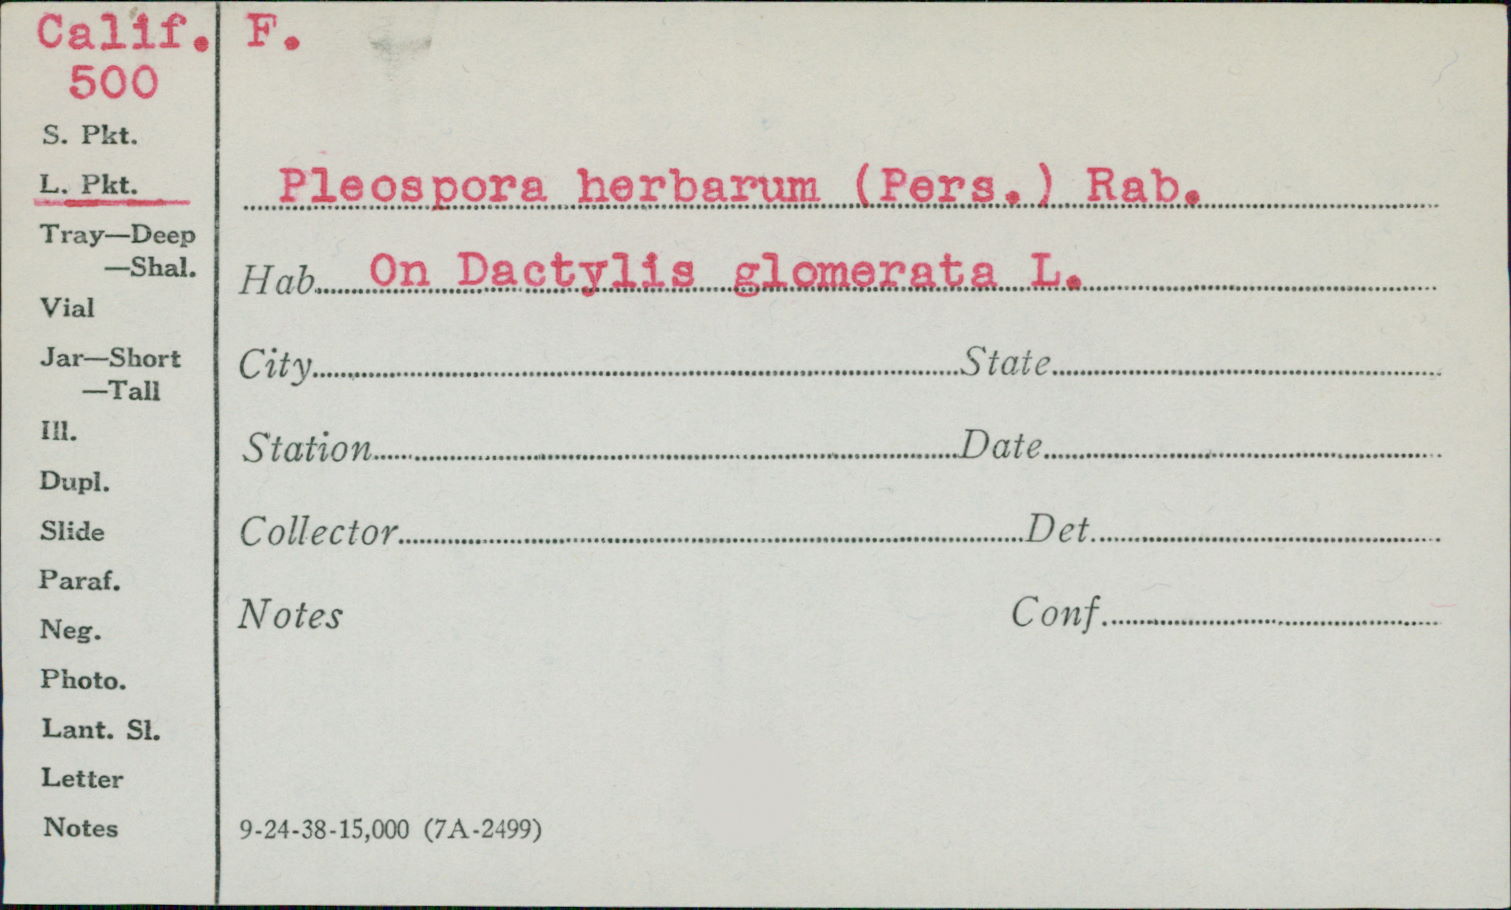 Calif. F.
500
S. Pkt.
L. Pkt.
Pleospora herbarum (Pers.) Rab.
Tray—Deep
—Shal.
Hab. On Dactylis glomerata L.
Vial
Jar—Short
—Tall
City State
Ill.
Station Date
Dupl.
Slide
Collector Det.
Paraf.
Neg.
Notes Conf.
Photo.
Lant. Sl.
Letter
Notes
9-24-38-15,000 (7A-2499)